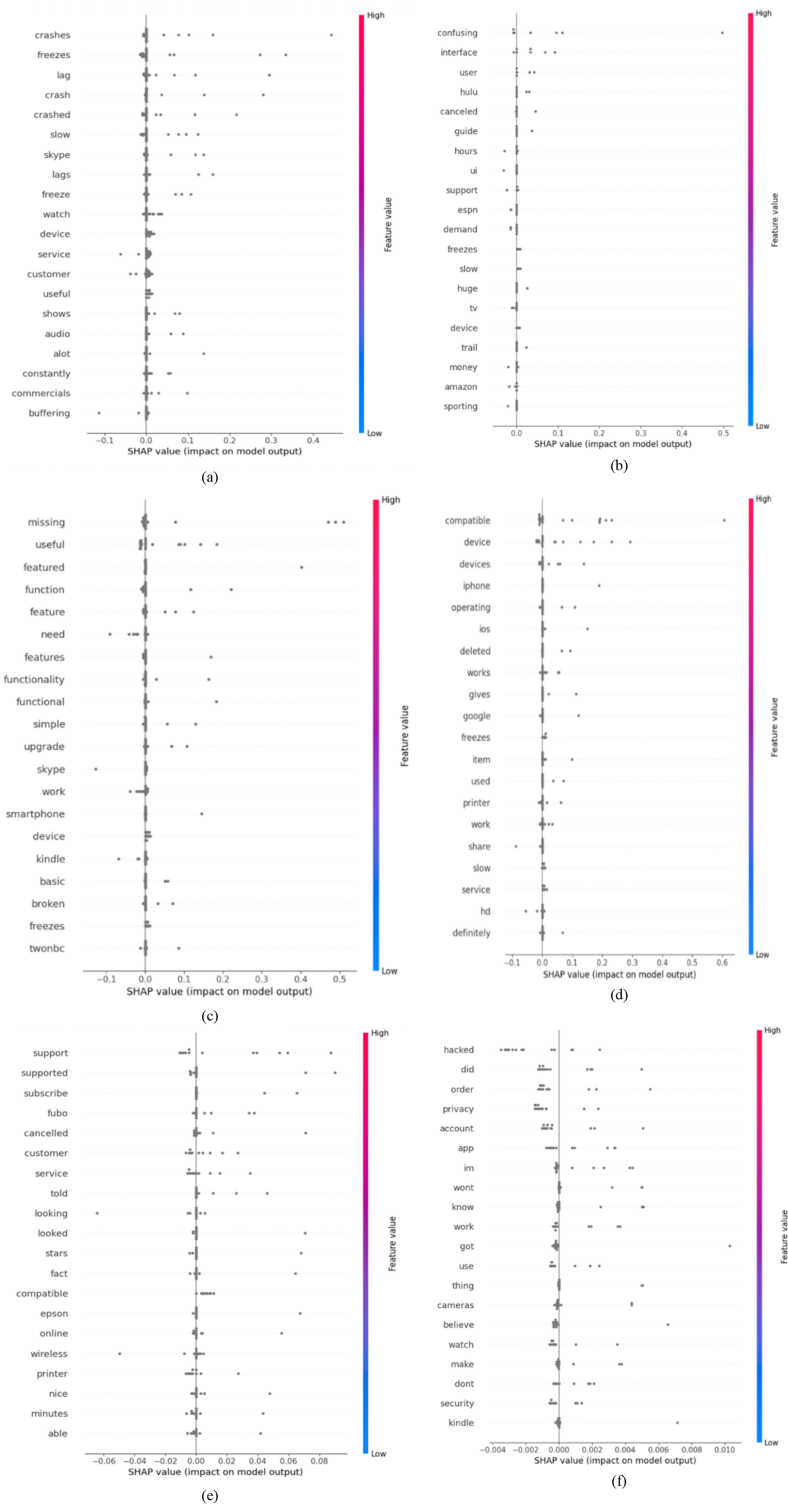 High
crashes
freezes
lag
crash
crashed
slow
skype
lags
freeze
watch
device
service
customer
useful
shows
audio
alot
constantly
commercials
buffering
Feature value
Low
−0.1 0.0 0.1 0.2 0.3 0.4
SHAP value (impact on model output)
(a)
High
confusing
interface
user
hulu
canceled
guide
hours
ui
support
espn
demand
freezes
slow
huge
tv
device
trail
money
amazon
sporting
Feature value
Low
0.0 0.1 0.2 0.3 0.4 0.5
SHAP value (impact on model output)
(b)
High
missing
useful
featured
function
feature
need
features
functionality
functional
simple
upgrade
skype
work
smartphone
device
kindle
basic
broken
freezes
twonbc
Feature value
Low
−0.1 0.0 0.1 0.2 0.3 0.4 0.5
SHAP value (impact on model output)
(c)
High
compatible
device
devices
iphone
operating
ios
deleted
works
gives
google
freezes
item
used
printer
work
share
slow
service
hd
definitely
Feature value
Low
−0.1 0.0 0.1 0.2 0.3 0.4 0.5 0.6
SHAP value (impact on model output)
(d)
High
support
supported
subscribe
fubo
cancelled
customer
service
told
looking
looked
stars
fact
compatible
epson
online
wireless
printer
nice
minutes
able
Feature value
Low
−0.06 −0.04 −0.02 0.00 0.02 0.04 0.06 0.08
SHAP value (impact on model output)
(e)
High
hacked
did
order
privacy
account
app
im
wont
know
work
got
use
thing
cameras
believe
watch
make
dont
security
kindle
Feature value
Low
−0.004 −0.002 0.000 0.002 0.004 0.006 0.008 0.010
SHAP value (impact on model output)
(f)